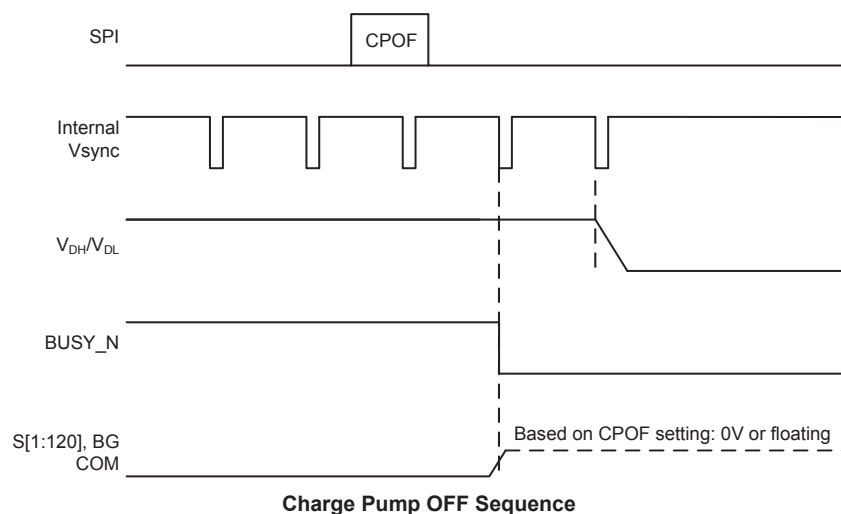 SPI
CPOF
Internal
Vsync
VDH/VDL
BUSY_N
S[1:120], BG
COM
Based on CPOF setting: 0V or floating
Charge Pump OFF Sequence